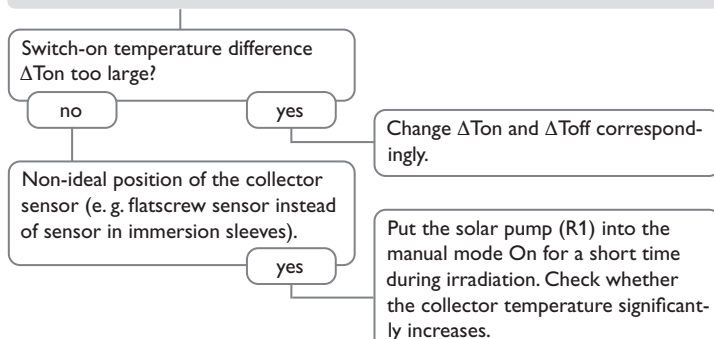 Switch-on temperature difference
ΔTon too large?
no
yes
Change ΔTon and ΔToff correspond-
ingly.
Non-ideal position of the collector
sensor (e. g. flatscrew sensor instead
of sensor in immersion sleeves).
yes
Put the solar pump (R1) into the
manual mode On for a short time
during irradiation. Check whether
the collector temperature significant-
ly increases.